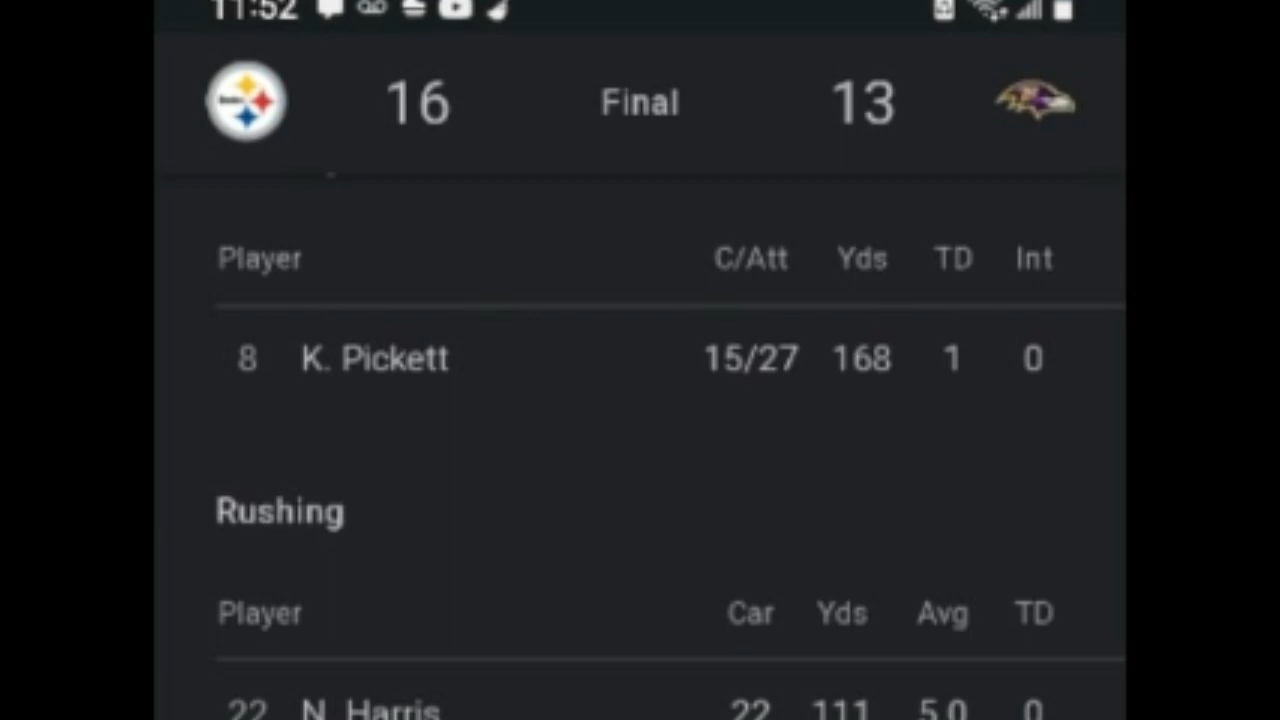 11:52
16 Final 13
Player C/Att Yds TD Int
8 K. Pickett 15/27 168 1 0
Rushing
Player Car Yds Avg TD
22 N. Harris 22 111 5.0 0